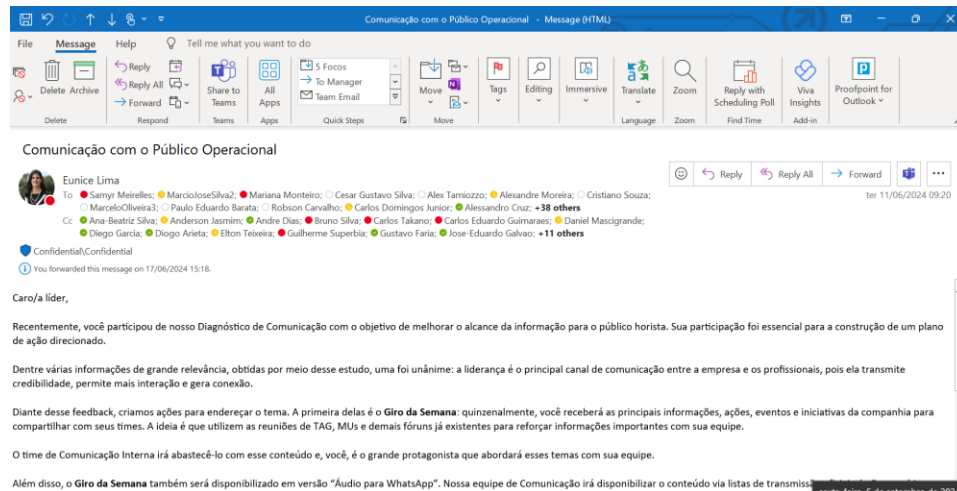 Comunicação com o Público Operacional - Message (HTML)
File Message Help Tell me what you want to do
Delete Archive
Reply
Reply All
Forward
Share to Teams
All Apps
5 Focos
To Manager
Team Email
Move
Tags
Editing
Immersive
Translate
Zoom
Reply with Scheduling Poll
Viva Insights
Proofpoint for Outlook
Delete Respond Teams Apps Quick Steps Move Language Zoom Find Time Add-in
Comunicação com o Público Operacional
Eunice Lima
Reply Reply All Forward
To Samyr Meirelles; MarcioJoseSilva2; Mariana Monteiro; Cesar Gustavo Silva; Alex Tamiozzo; Alexandre Moreira; Cristiano Souza;
MarceloOliveira3; Paulo Eduardo Barata; Robson Carvalho; Carlos Domingos Junior; Alessandro Cruz; +38 others
ter 11/06/2024 09:20
Cc Ana-Beatriz Silva; Anderson Jasmim; Andre Dias; Bruno Silva; Carlos Takano; Carlos Eduardo Guimaraes; Daniel Mascigrande;
Diego Garcia; Diogo Arieta; Elton Teixeira; Guilherme Superbia; Gustavo Faria; Jose-Eduardo Galvao; +11 others
Confidential\Confidential
You forwarded this message on 17/06/2024 15:18.
Caro/a líder,
Recentemente, você participou de nosso Diagnóstico de Comunicação com o objetivo de melhorar o alcance da informação para o público horista. Sua participação foi essencial para a construção de um plano
de ação direcionado.
Dentre várias informações de grande relevância, obtidas por meio desse estudo, uma foi unânime: a liderança é o principal canal de comunicação entre a empresa e os profissionais, pois ela transmite
credibilidade, permite mais interação e gera conexão.
Diante desse feedback, criamos ações para endereçar o tema. A primeira delas é o Giro da Semana: quinzenalmente, você receberá as principais informações, ações, eventos e iniciativas da companhia para
compartilhar com seus times. A ideia é que utilizem as reuniões de TAG, MUs e demais fóruns já existentes para reforçar informações importantes com sua equipe.
O time de Comunicação Interna irá abastecê-lo com esse conteúdo e, você, é o grande protagonista que abordará esses temas com sua equipe.
Além disso, o Giro da Semana também será disponibilizado em versão "Áudio para WhatsApp". Nossa equipe de Comunicação irá disponibilizar o conteúdo via listas de